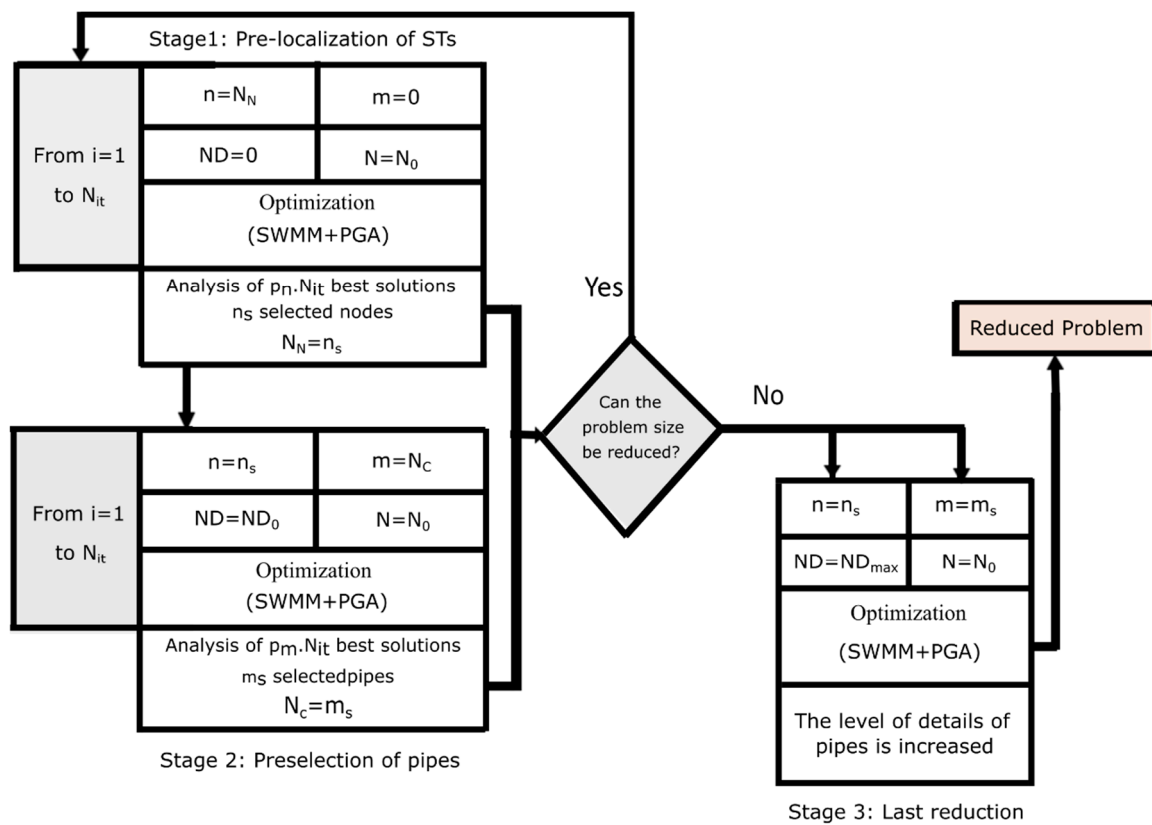 Stage1: Pre-localization of STs
From i=1
to Nit
n=NN
m=0
ND=0
N=N0
Optimization
(SWMM+PGA)
Analysis of pn.Nit best solutions
ns selected nodes
NN=ns
From i=1
to Nit
n=ns
m=NC
ND=ND0
N=N0
Optimization
(SWMM+PGA)
Analysis of pm.Nit best solutions
ms selectedpipes
Nc=ms
Stage 2: Preselection of pipes
Yes
Can the
problem size
be reduced?
No
Reduced Problem
n=ns
m=ms
ND=NDmax
N=N0
Optimization
(SWMM+PGA)
The level of details of
pipes is increased
Stage 3: Last reduction